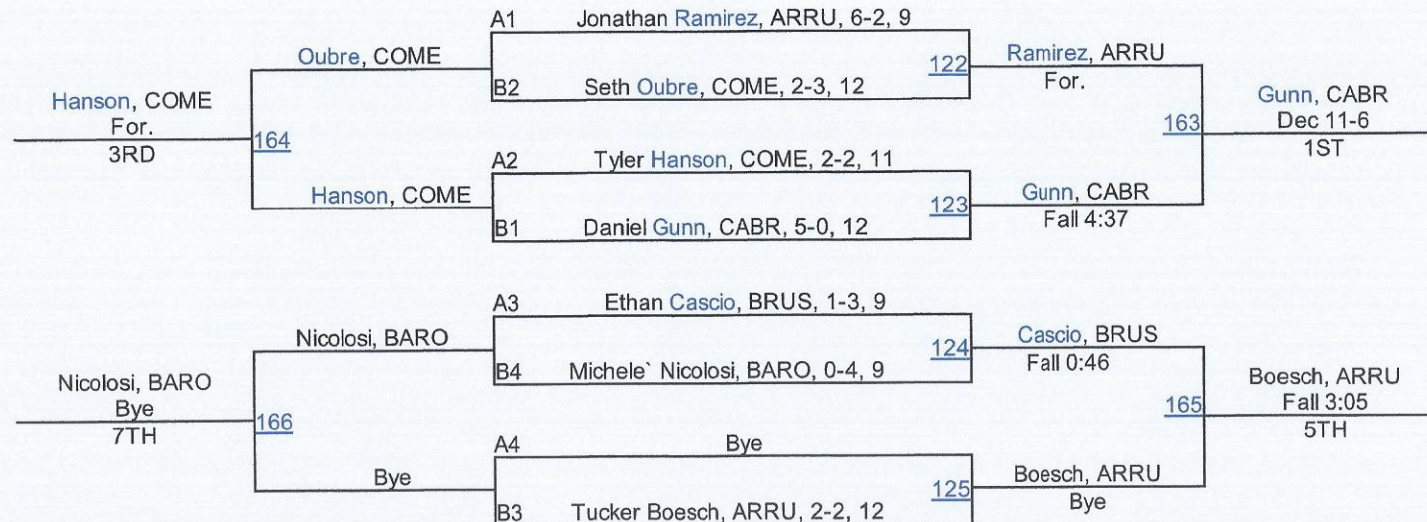 A1 Jonathan Ramirez, ARRU, 6-2, 9
Oubre, COME
122 Ramirez, ARRU
For.
B2 Seth Oubre, COME, 2-3, 12
Hanson, COME
For.
3RD
164
163
Gunn, CABR
Dec 11-6
1ST
A2 Tyler Hanson, COME, 2-2, 11
Hanson, COME
123 Gunn, CABR
Fall 4:37
B1 Daniel Gunn, CABR, 5-0, 12
A3 Ethan Cascio, BRUS, 1-3, 9
Nicolosi, BARO
124 Cascio, BRUS
Fall 0:46
B4 Michele` Nicolosi, BARO, 0-4, 9
Nicolosi, BARO
Bye
7TH
166
165
Boesch, ARRU
Fall 3:05
5TH
A4 Bye
Bye
125 Boesch, ARRU
Bye
B3 Tucker Boesch, ARRU, 2-2, 12